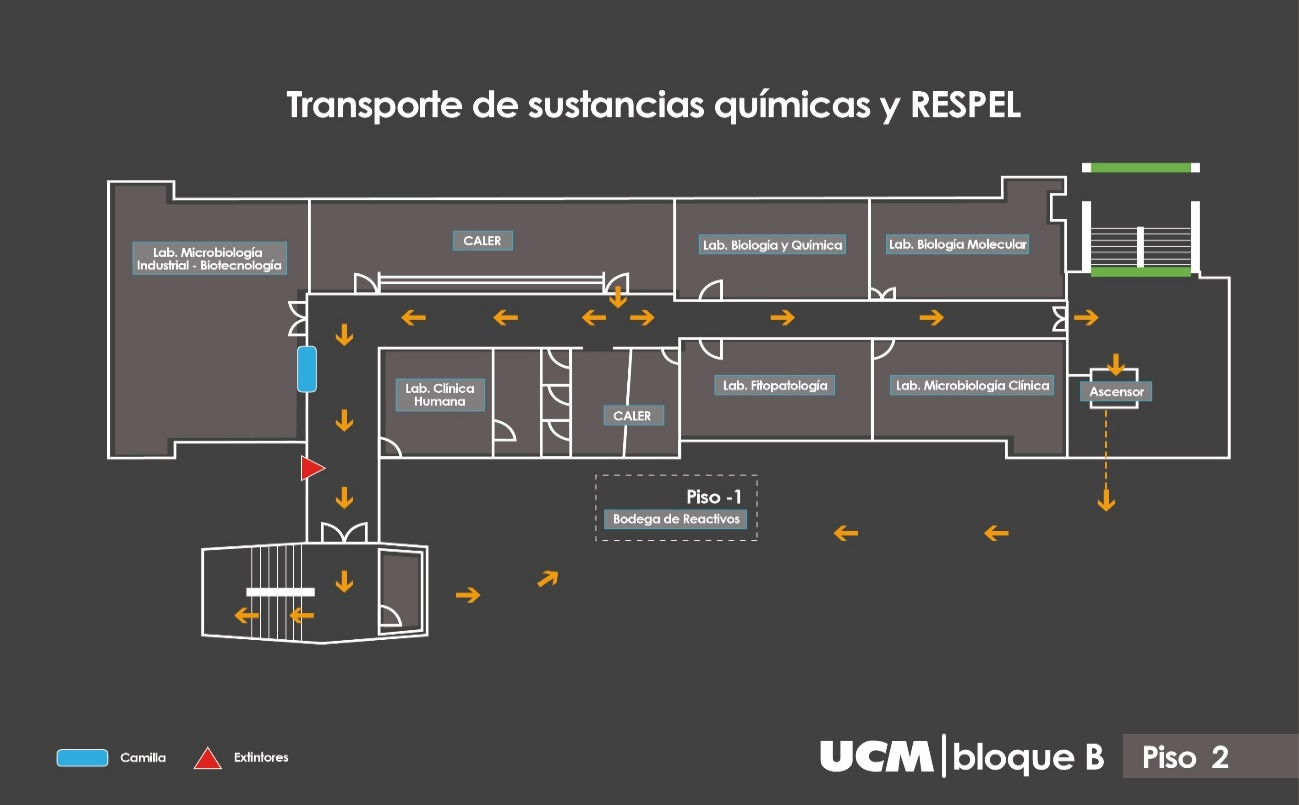 Transporte de sustancias químicas y RESPEL
Lab. Microbiología
Industrial - Biotecnología
CALER
Lab. Biología y Química
Lab. Biología Molecular
Lab. Clínica
Humana
CALER
Lab. Fitopatología
Lab. Microbiología Clínica
Ascensor
Piso -1
Bodega de Reactivos
Camilla
Extintores
UCM
bloque B
Piso 2